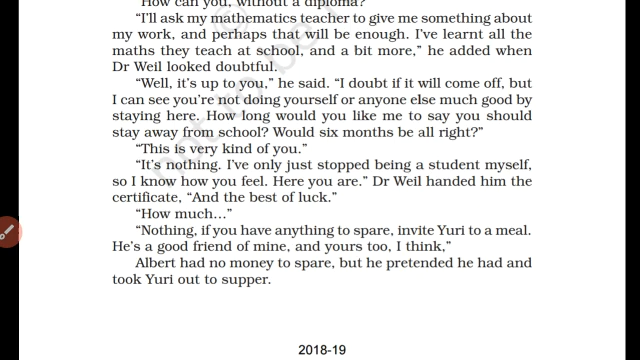 "How can you, without a diploma?"
"I'll ask my mathematics teacher to give me something about
my work, and perhaps that will be enough. I've learnt all the
maths they teach at school, and a bit more," he added when
Dr Weil looked doubtful.
"Well, it's up to you," he said. "I doubt if it will come off, but
I can see you're not doing yourself or anyone else much good by
staying here. How long would you like me to say you should
stay away from school? Would six months be all right?"
"This is very kind of you."
"It's nothing. I've only just stopped being a student myself,
so I know how you feel. Here you are." Dr Weil handed him the
certificate, "And the best of luck."
"How much…"
"Nothing, if you have anything to spare, invite Yuri to a meal.
He's a good friend of mine, and yours too, I think,"
Albert had no money to spare, but he pretended he had and
took Yuri out to supper.
2018-19